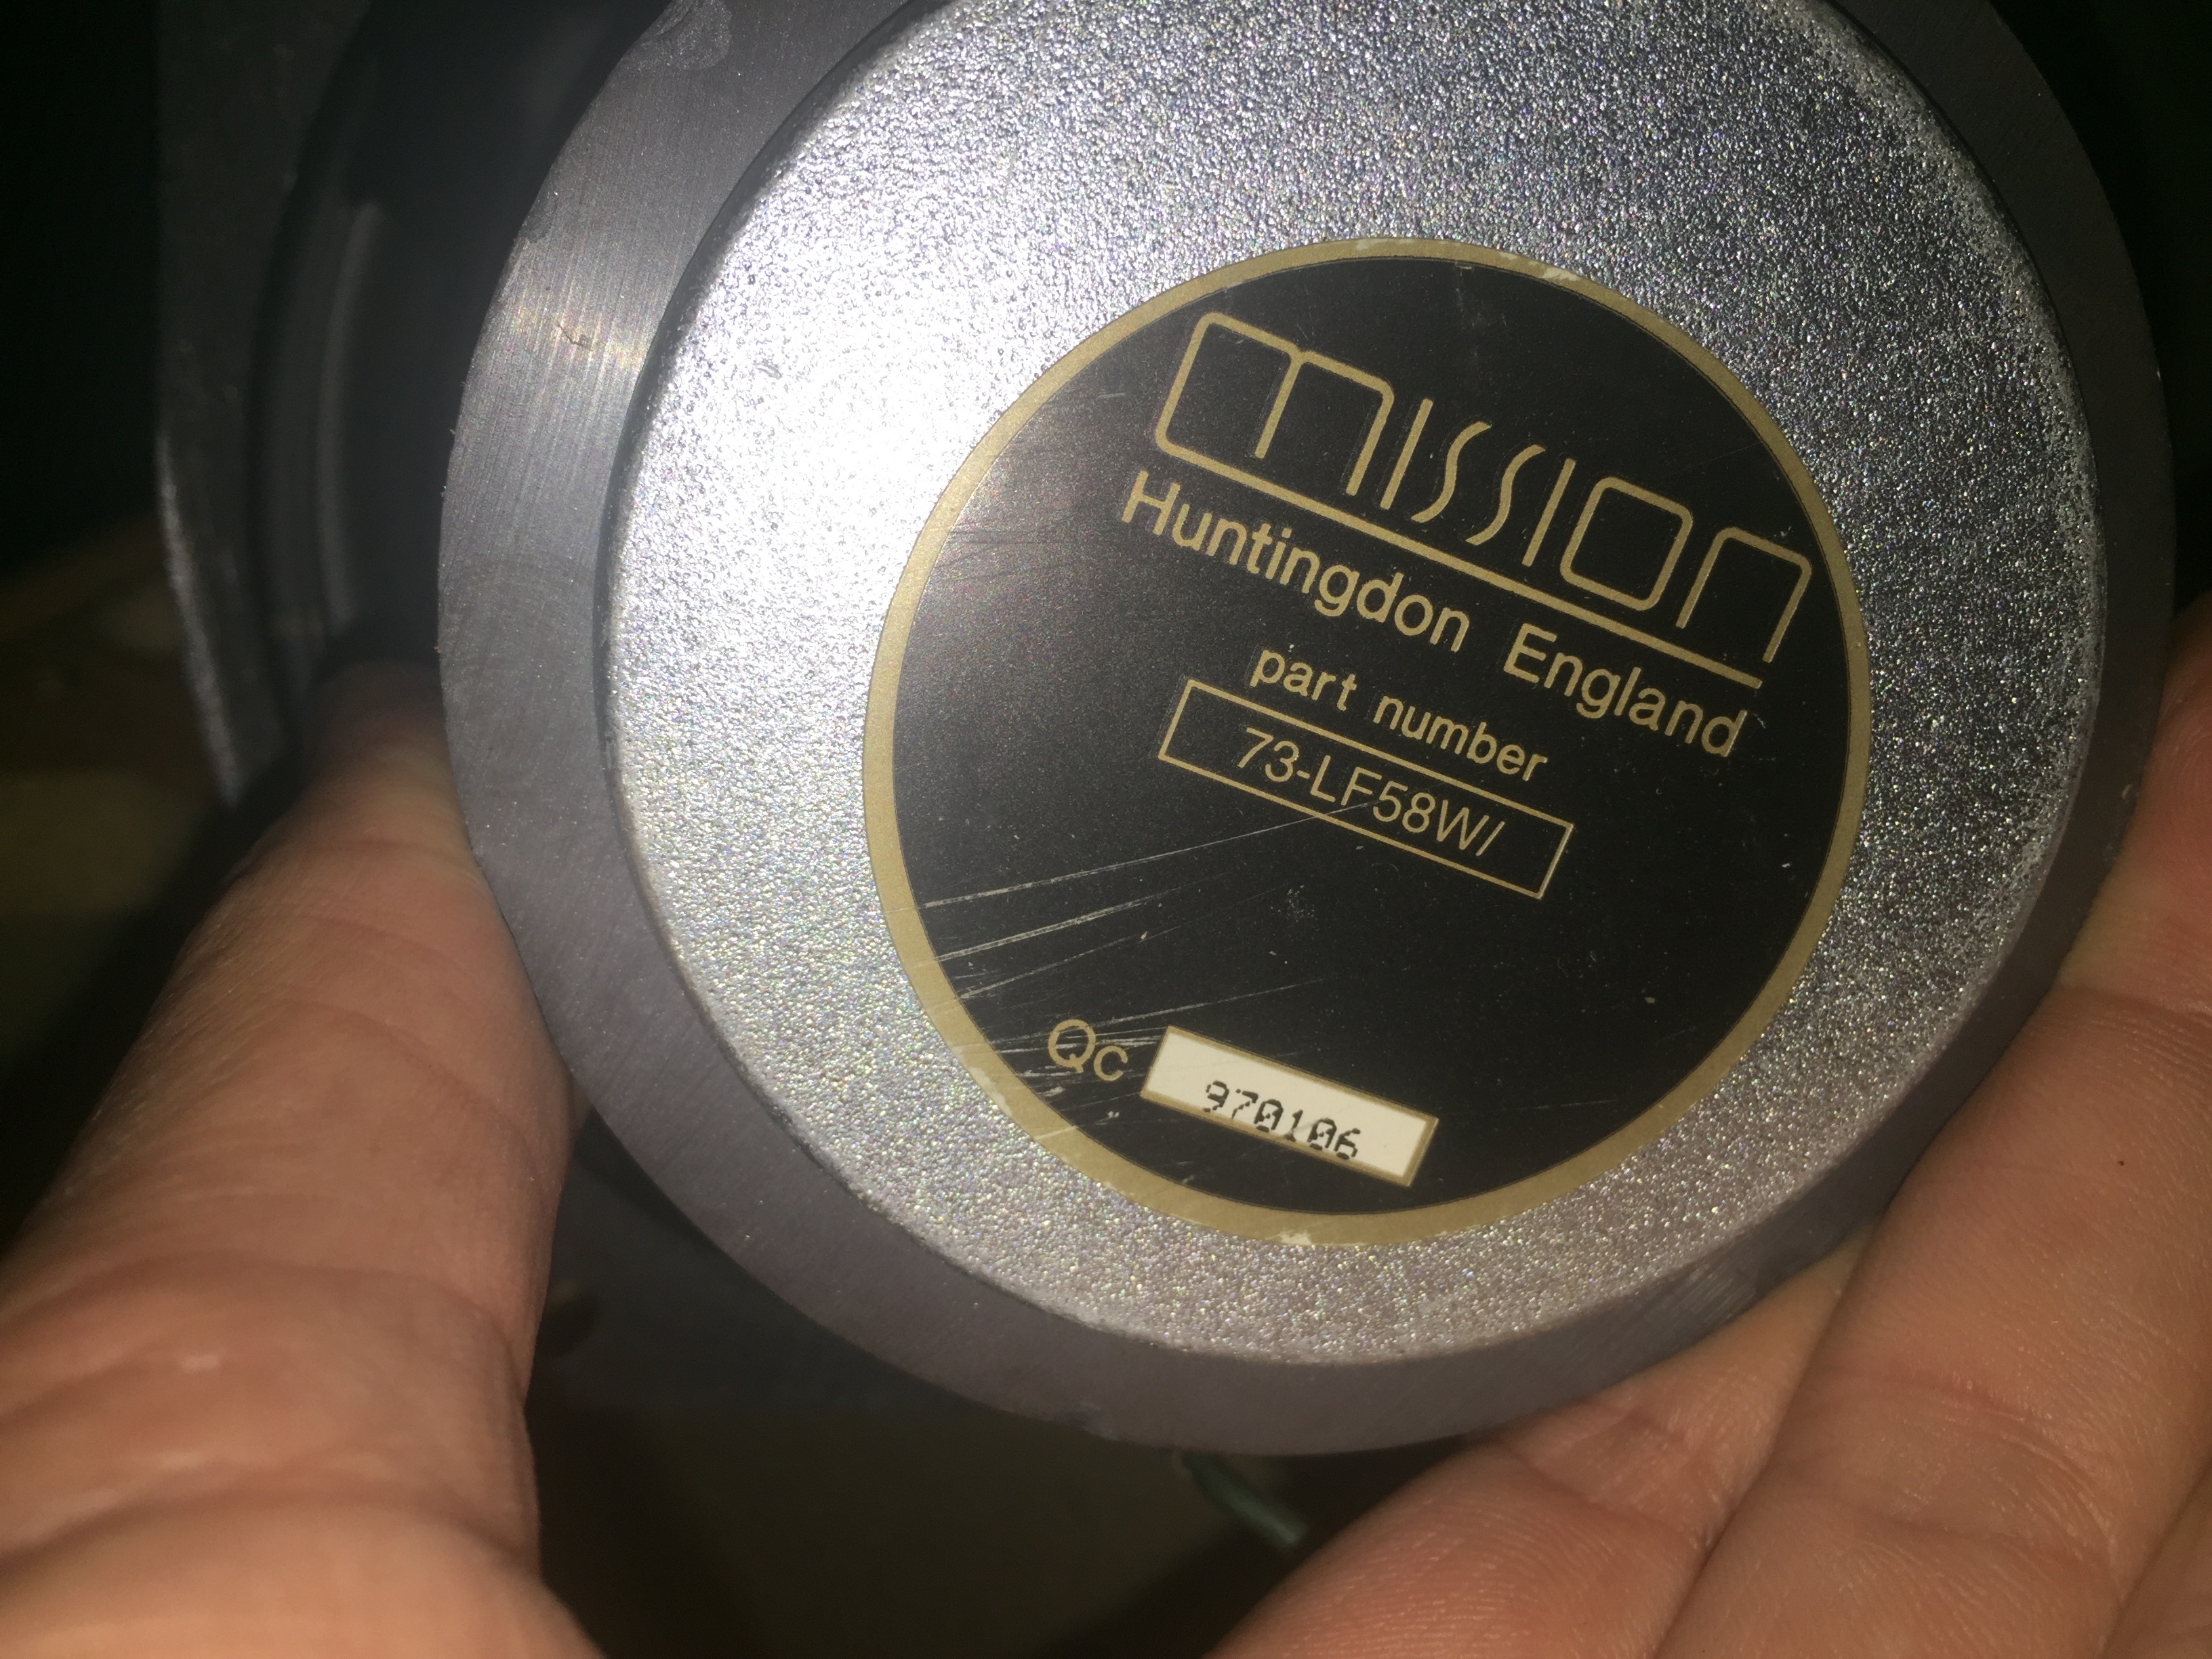 mission
Huntingdon England
part number
73-LF58W/
Qc 970106